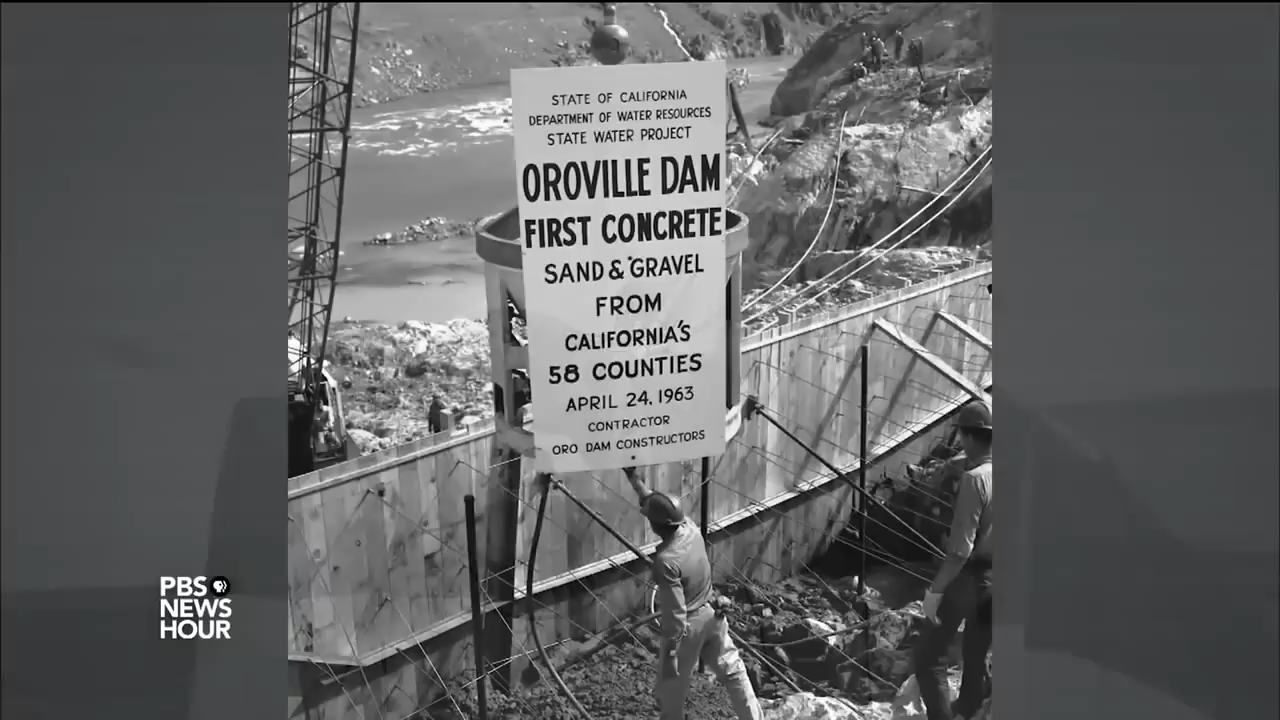 STATE OF CALIFORNIA
DEPARTMENT OF WATER RESOURCES
STATE WATER PROJECT
OROVILLE DAM
FIRST CONCRETE
SAND & GRAVEL
FROM
CALIFORNIA'S
58 COUNTIES
APRIL 24, 1963
CONTRACTOR
ORO DAM CONSTRUCTORS
PBS
NEWS
HOUR